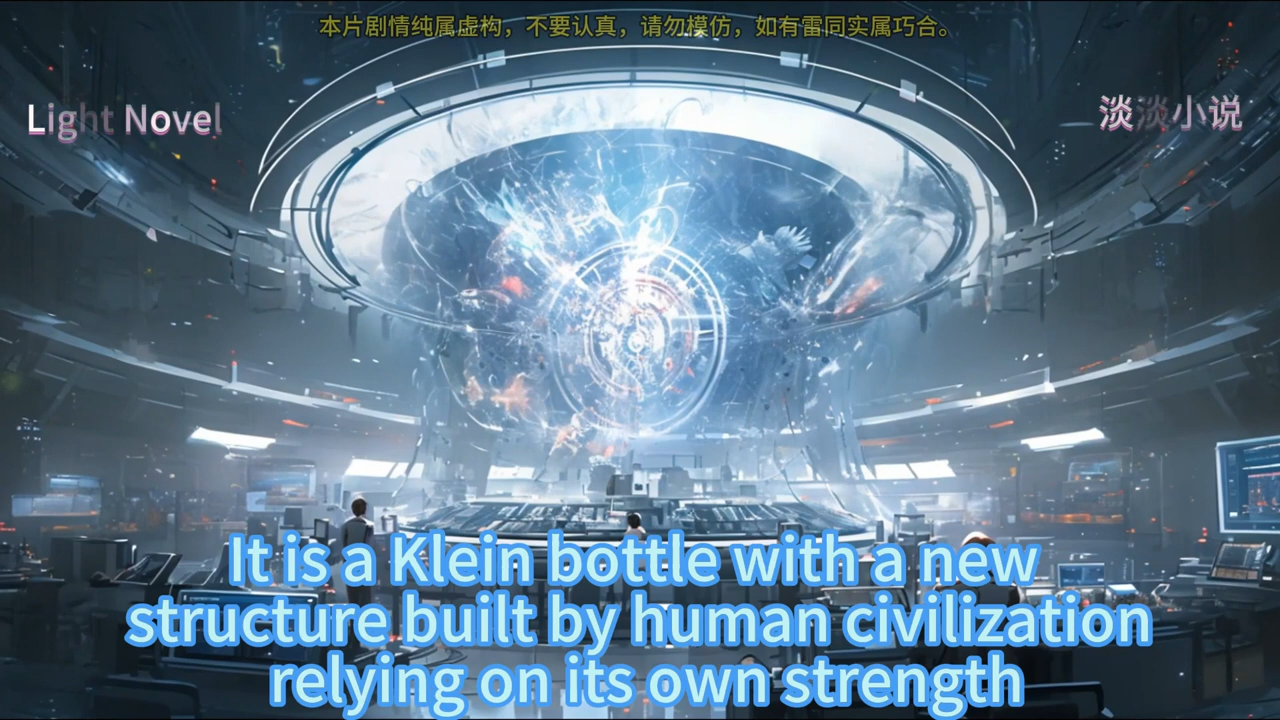 本片剧情纯属虚构，不要认真，请勿模仿，如有雷同实属巧合。
Light Novel
淡淡小说
It is a Klein bottle with a new
structure built by human civilization
relying on its own strength